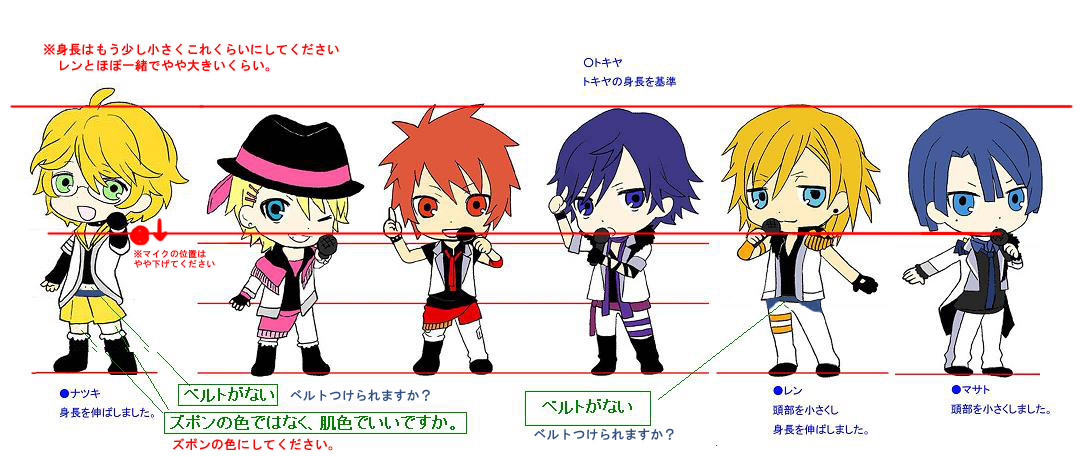 ※身長はもう少し小さくこれくらいにしてください
レンとほぼ一緒でやや大きいくらい。
○トキヤ
トキヤの身長を基準
※マイクの位置は
やや下げてください
●ナツキ
身長を伸ばしました。
ベルトがない
ベルトつけられますか?
ズボンの色ではなく、肌色でいいですか。
ズボンの色にしてください。
ベルトがない
ベルトつけられますか?
●レン
頭部を小さくし
身長を伸ばしました。
●マサト
頭部を小さくしました。